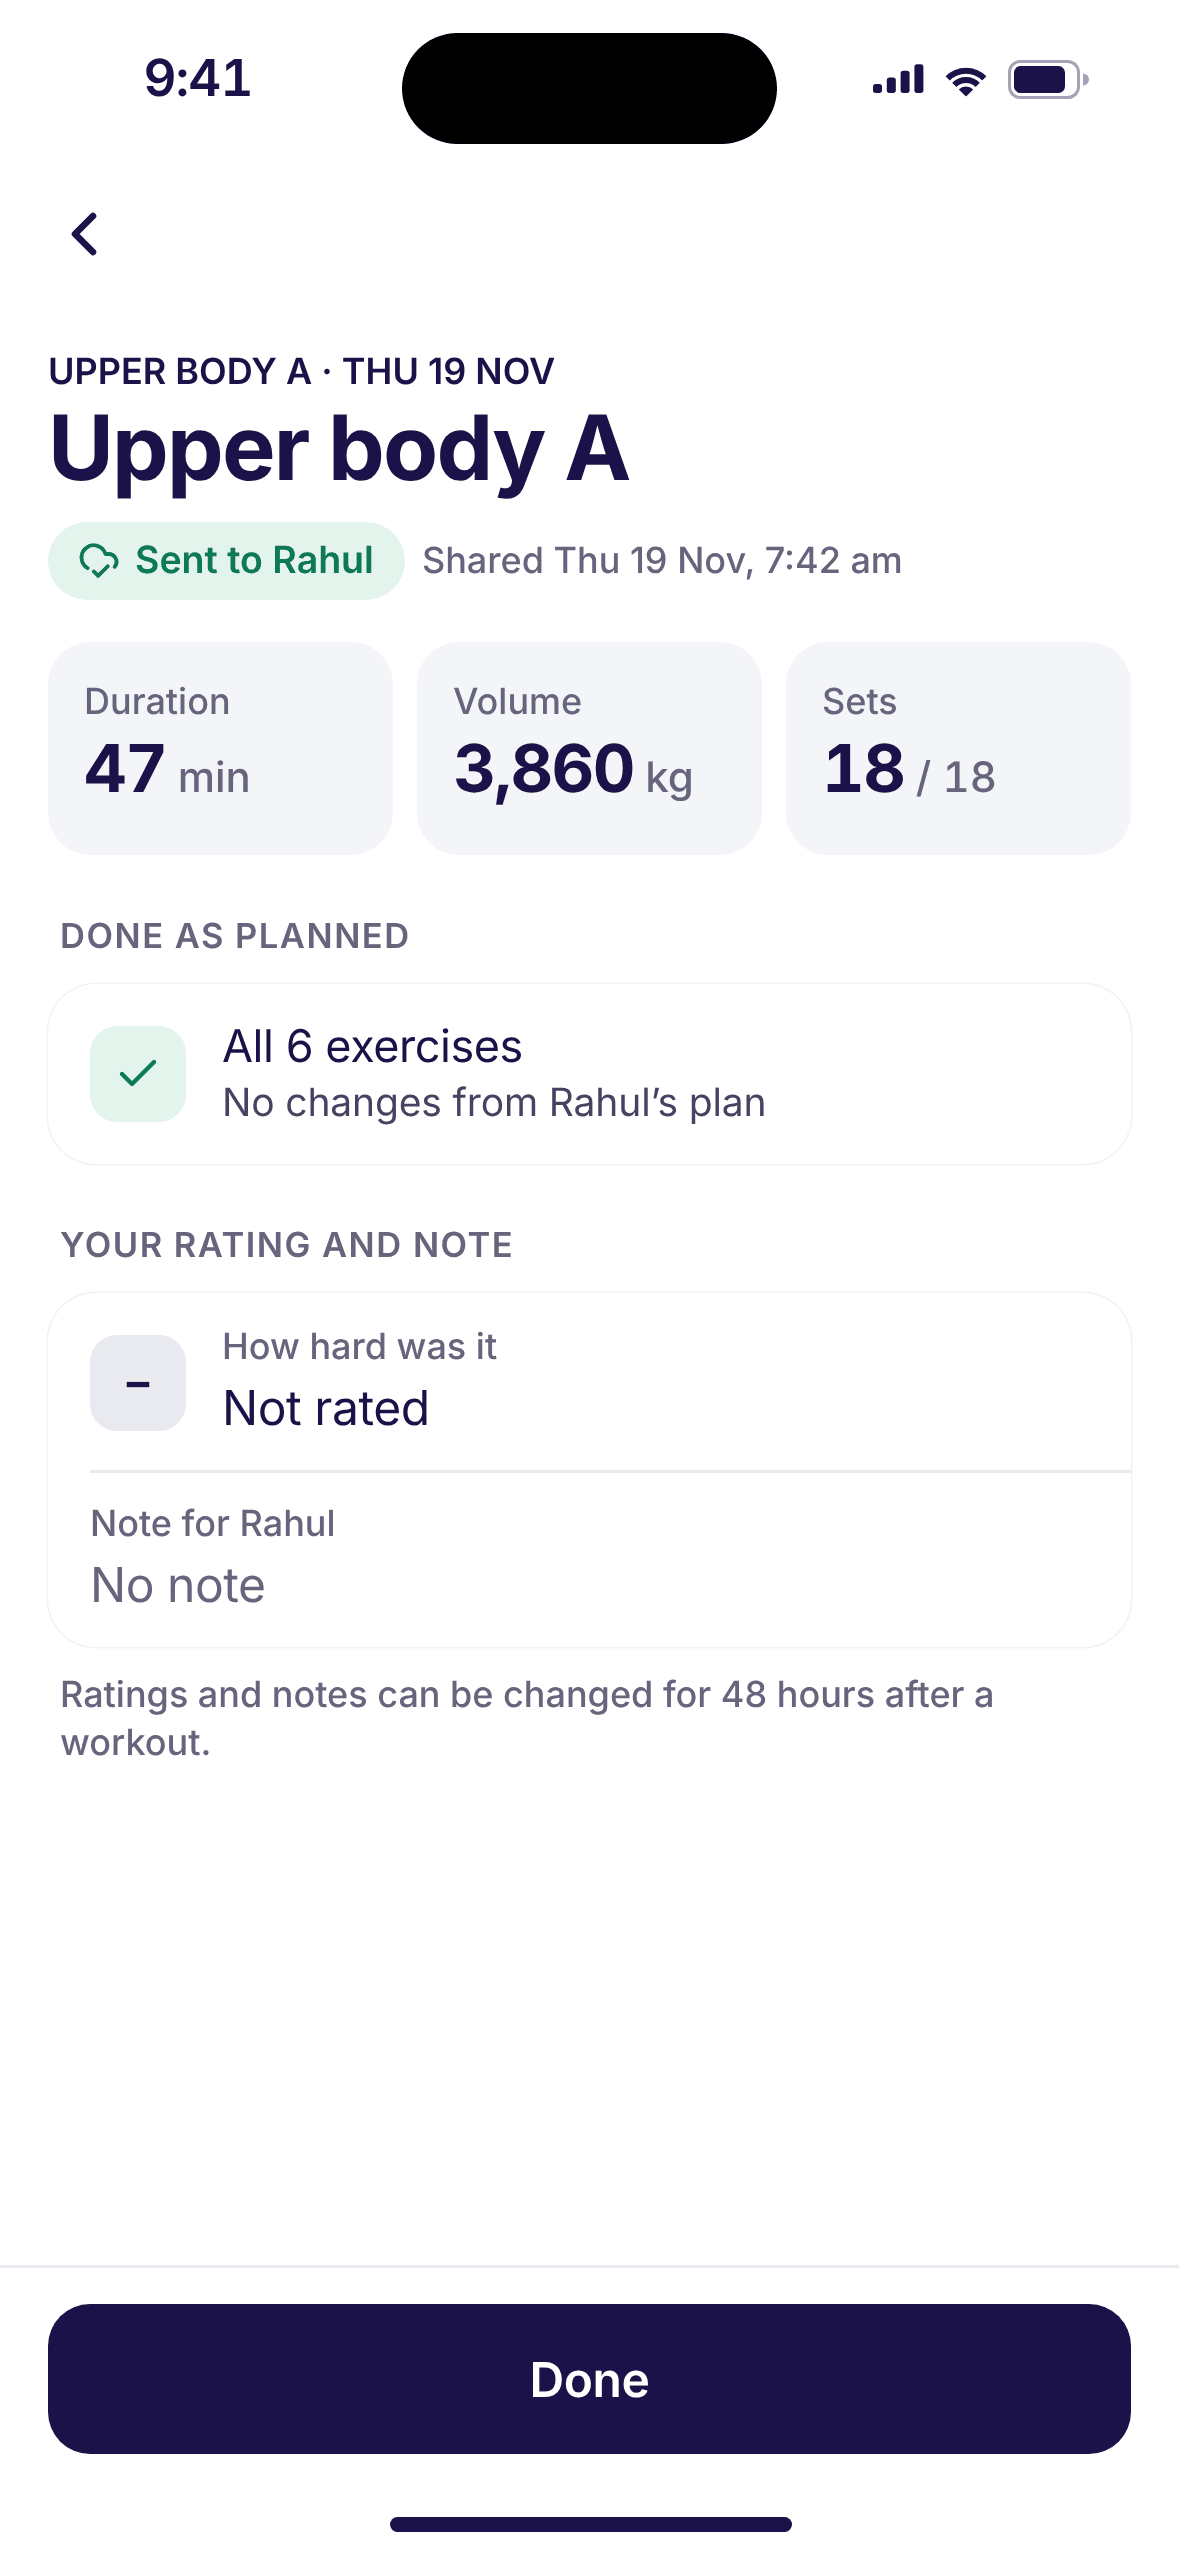 9:41
UPPER BODY A · THU 19 NOV
Upper body A
Sent to Rahul
Shared Thu 19 Nov, 7:42 am
Duration
47 min
Volume
3,860 kg
Sets
18 / 18
DONE AS PLANNED
All 6 exercises
No changes from Rahul’s plan
YOUR RATING AND NOTE
–
How hard was it
Not rated
Note for Rahul
No note
Ratings and notes can be changed for 48 hours after a
workout.
Done